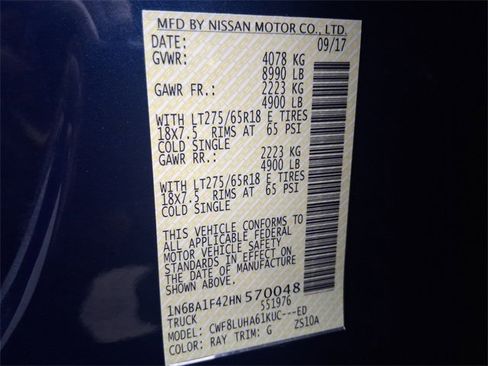 MFD BY NISSAN MOTOR CO., LTD.
DATE: 09/17
GVWR: 4078 KG
8990 LB
GAWR FR.: 2223 KG
4900 LB
WITH LT275/65R18 E TIRES
18X7.5 RIMS AT 65 PSI
COLD SINGLE
GAWR RR.: 2223 KG
4900 LB
WITH LT275/65R18 E TIRES
18X7.5 RIMS AT 65 PSI
COLD SINGLE
THIS VEHICLE CONFORMS TO
ALL APPLICABLE FEDERAL
MOTOR VEHICLE SAFETY
STANDARDS IN EFFECT ON
THE DATE OF MANUFACTURE
SHOWN ABOVE.
1N6BA1F42HN 570048
TRUCK 551976
MODEL: CWF8LUHA61KUC---ED
COLOR: RAY TRIM: G ZS10A